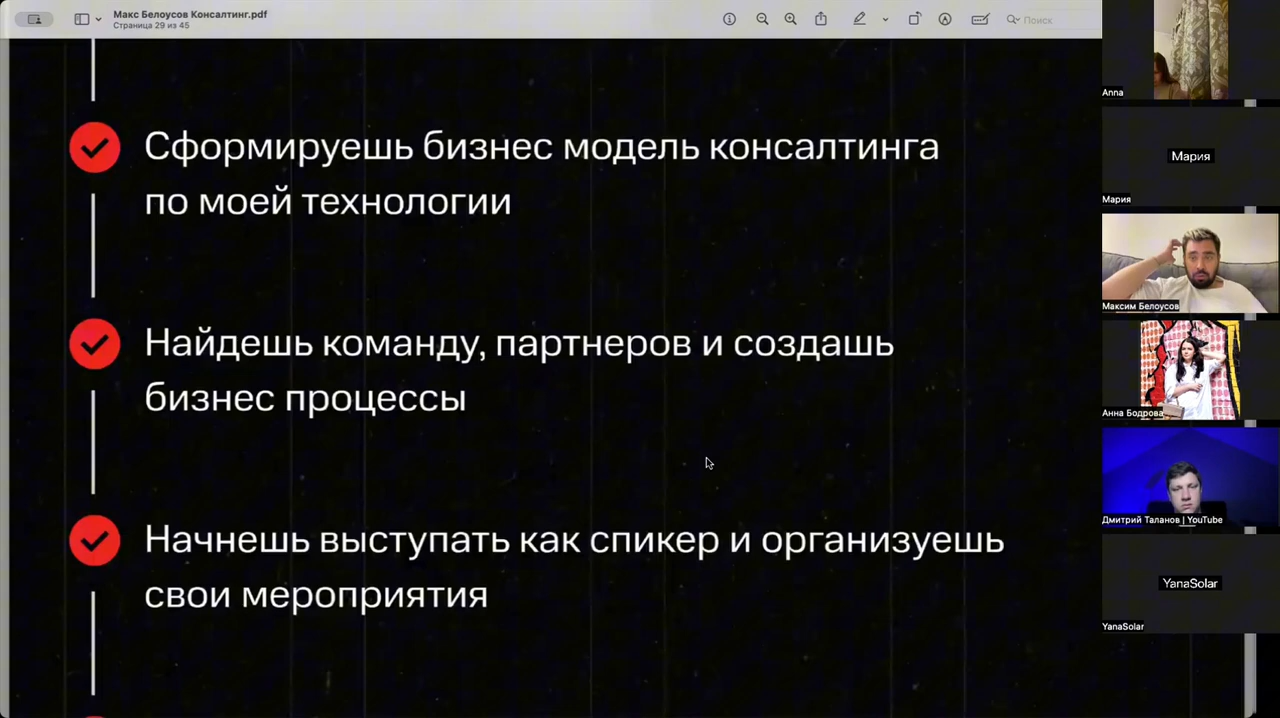 Макс Белоусов Консалтинг.pdf
Страница 29 из 45
Поиск
Сформируешь бизнес модель консалтинга
по моей технологии
Найдешь команду, партнеров и создашь
бизнес процессы
Начнешь выступать как спикер и организуешь
свои мероприятия
Anna
Мария
Мария
Максим Белоусов
Анна Бодрова
Дмитрий Таланов | YouTube
YanaSolar
YanaSolar